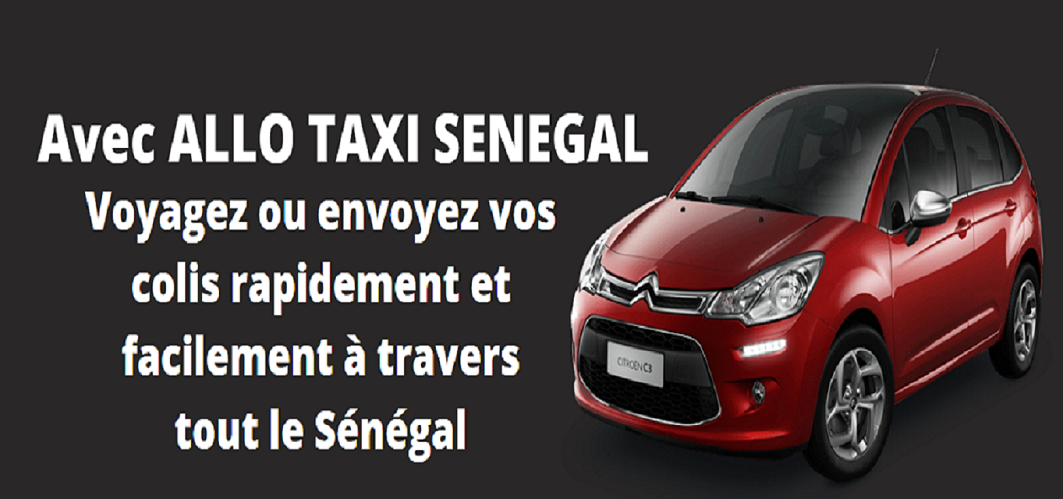 Avec ALLO TAXI SENEGAL
Voyagez ou envoyez vos
colis rapidement et
facilement à travers
tout le Sénégal
CITROËN C3